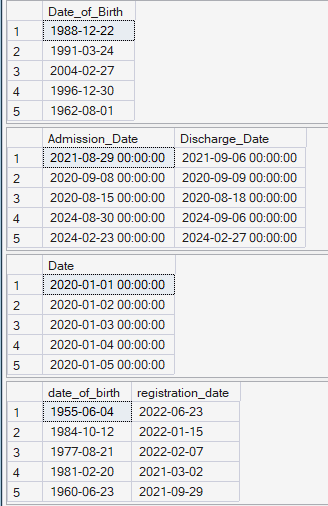 Date_of_Birth
1 1988-12-22
2 1991-03-24
3 2004-02-27
4 1996-12-30
5 1962-08-01
Admission_Date Discharge_Date
1 2021-08-29 00:00:00 2021-09-06 00:00:00
2 2020-09-08 00:00:00 2020-09-09 00:00:00
3 2020-08-15 00:00:00 2020-08-18 00:00:00
4 2024-08-30 00:00:00 2024-09-06 00:00:00
5 2024-02-23 00:00:00 2024-02-27 00:00:00
Date
1 2020-01-01 00:00:00
2 2020-01-02 00:00:00
3 2020-01-03 00:00:00
4 2020-01-04 00:00:00
5 2020-01-05 00:00:00
date_of_birth registration_date
1 1955-06-04 2022-06-23
2 1984-10-12 2022-01-15
3 1977-08-21 2022-02-07
4 1981-02-20 2021-03-02
5 1960-06-23 2021-09-29